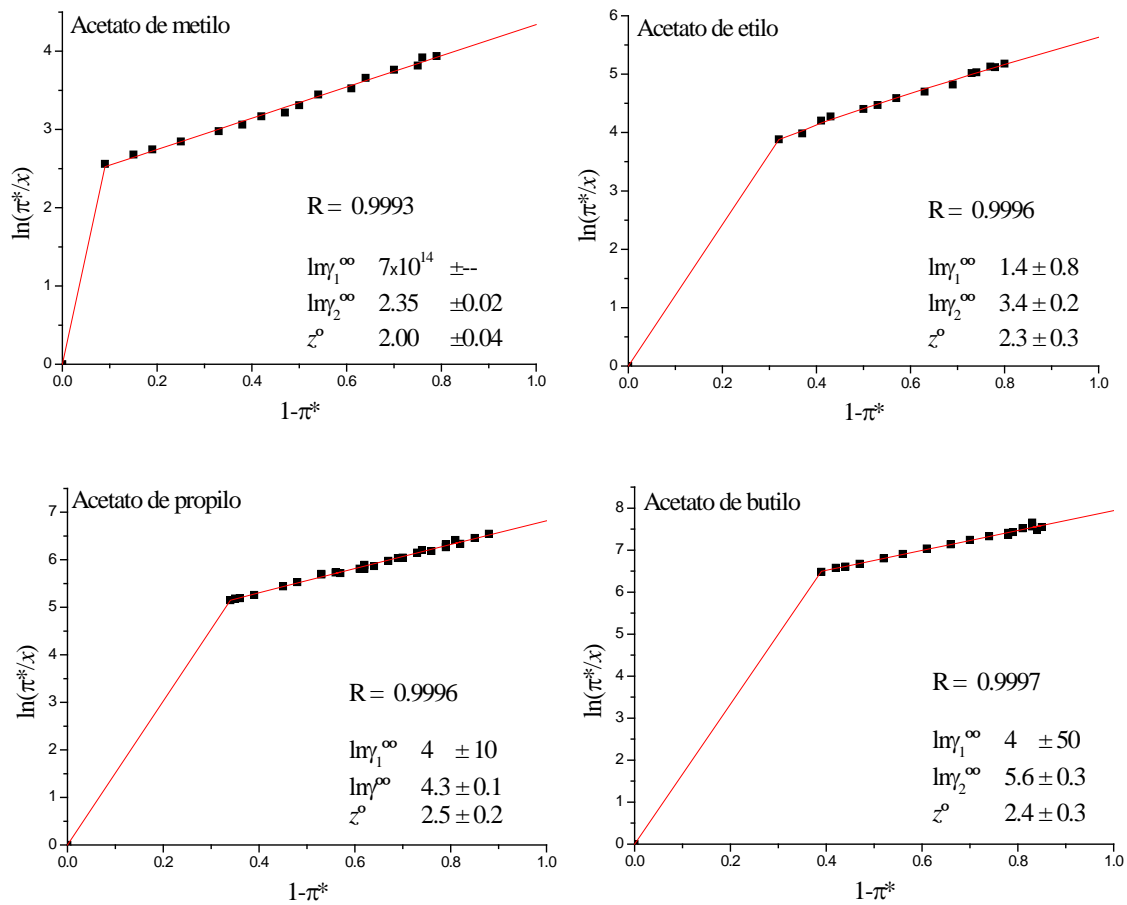 Acetato de metilo
ln(π*/x)
4
3
2
1
0
R = 0.9993
lnγ₁∞ 7x10¹⁴ ±--
lnγ₂∞ 2.35 ±0.02
zº 2.00 ±0.04
0.0 0.2 0.4 0.6 0.8 1.0
1-π*
Acetato de etilo
ln(π*/x)
6
5
4
3
2
1
0
R = 0.9996
lnγ₁∞ 1.4 ± 0.8
lnγ₂∞ 3.4 ± 0.2
zº 2.3 ± 0.3
0.0 0.2 0.4 0.6 0.8 1.0
1-π*
Acetato de propilo
ln(π*/x)
7
6
5
4
3
2
1
0
R = 0.9996
lnγ₁∞ 4 ± 10
lnγ∞ 4.3 ± 0.1
zº 2.5 ± 0.2
0.0 0.2 0.4 0.6 0.8 1.0
1-π*
Acetato de butilo
ln(π*/x)
8
7
6
5
4
3
2
1
0
R = 0.9997
lnγ₁∞ 4 ± 50
lnγ₂∞ 5.6 ± 0.3
zº 2.4 ± 0.3
0.0 0.2 0.4 0.6 0.8 1.0
1-π*